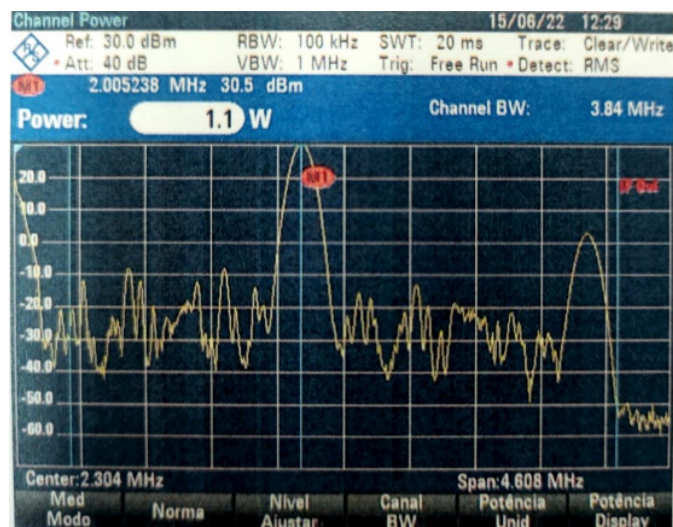 Channel Power 15/06/22 12:29
Ref: 30.0 dBm RBW: 100 kHz SWT: 20 ms Trace: Clear/Write
• Att: 40 dB VBW: 1 MHz Trig: Free Run • Detect: RMS
M1 2.005238 MHz 30.5 dBm
Power: 1.1 W Channel BW: 3.84 MHz
20.0
M1
10.0
0.0
-10.0
-20.0
-30.0
-40.0
-50.0
-60.0
Center:2.304 MHz Span:4.608 MHz
Med Modo
Norma
Nível Ajustar
Canal BW
Potência Unid
Potência Display